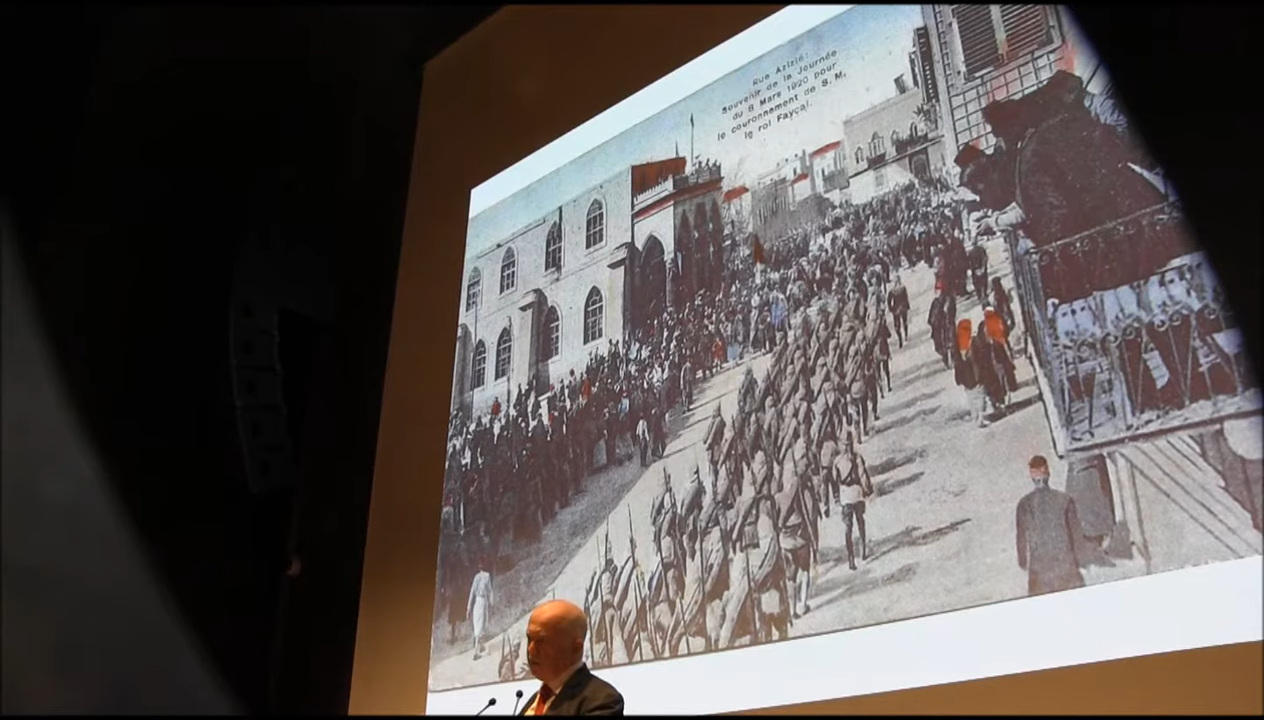 Rue Azizié:
Souvenir de la Journée
du 8 Mars 1920 pour
le couronnement de S. M.
le roi Fayçal.